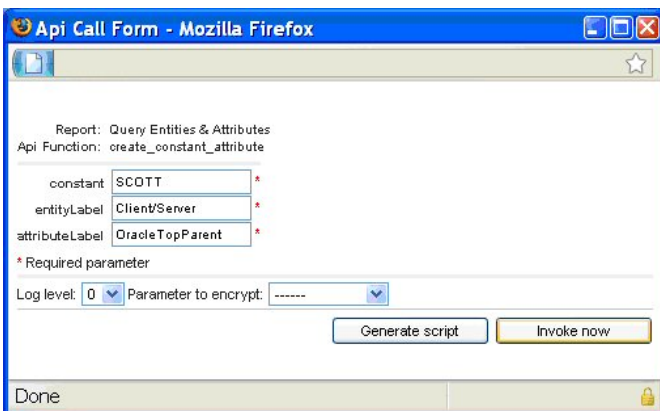 Api Call Form - Mozilla Firefox
Report: Query Entities & Attributes
Api Function: create_constant_attribute
constant SCOTT *
entityLabel Client/Server *
attributeLabel OracleTopParent *
* Required parameter
Log level: 0 Parameter to encrypt: ------
Generate script Invoke now
Done